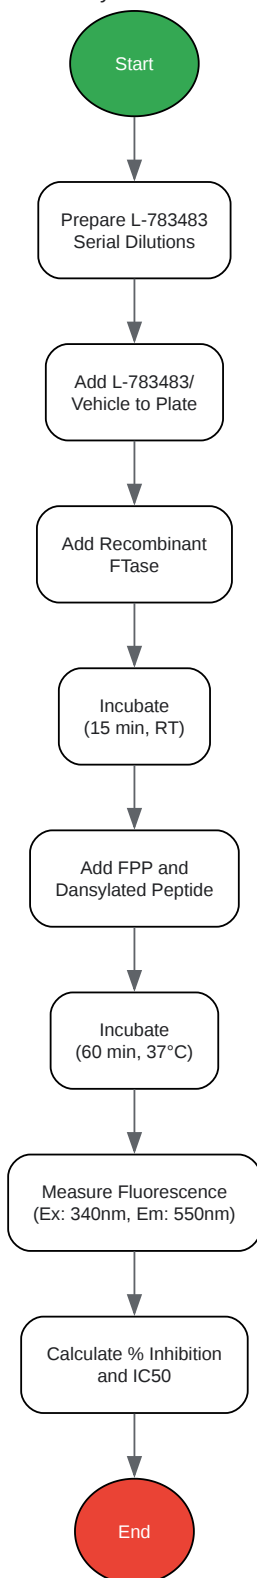 Start
Prepare L-783483
Serial Dilutions
Add L-783483/
Vehicle to Plate
Add Recombinant
FTase
Incubate
(15 min, RT)
Add FPP and
Dansylated Peptide
Incubate
(60 min, 37°C)
Measure Fluorescence
(Ex: 340nm, Em: 550nm)
Calculate % Inhibition
and IC50
End